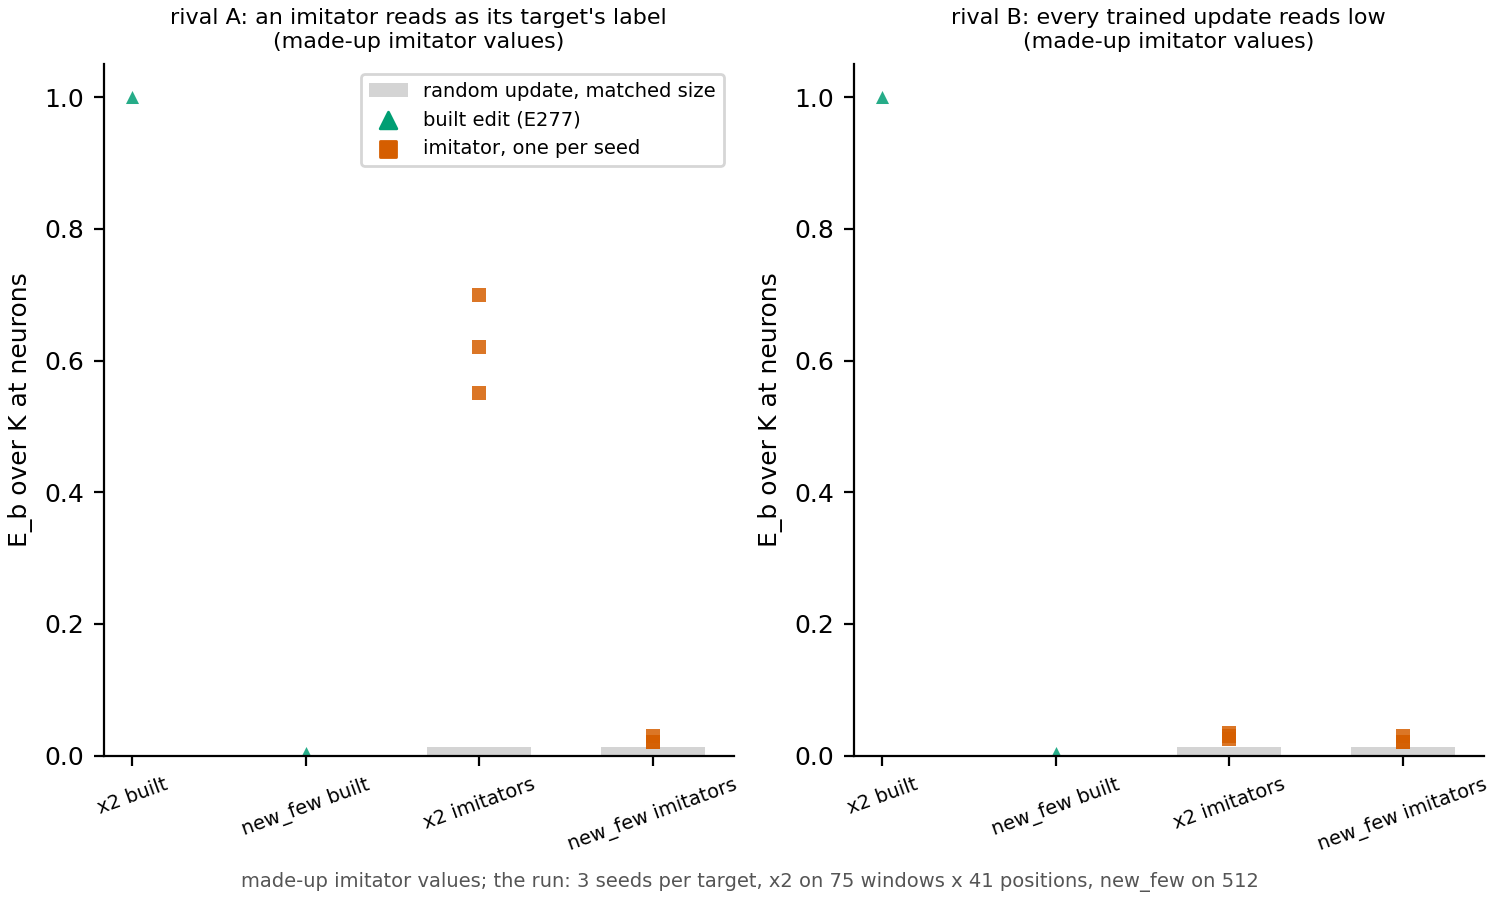 rival A: an imitator reads as its target's label
(made-up imitator values)
random update, matched size
built edit (E277)
imitator, one per seed
E_b over K at neurons
1.0
0.8
0.6
0.4
0.2
0.0
x2 built
new_few built
x2 imitators
new_few imitators
rival B: every trained update reads low
(made-up imitator values)
E_b over K at neurons
1.0
0.8
0.6
0.4
0.2
0.0
x2 built
new_few built
x2 imitators
new_few imitators
made-up imitator values; the run: 3 seeds per target, x2 on 75 windows x 41 positions, new_few on 512